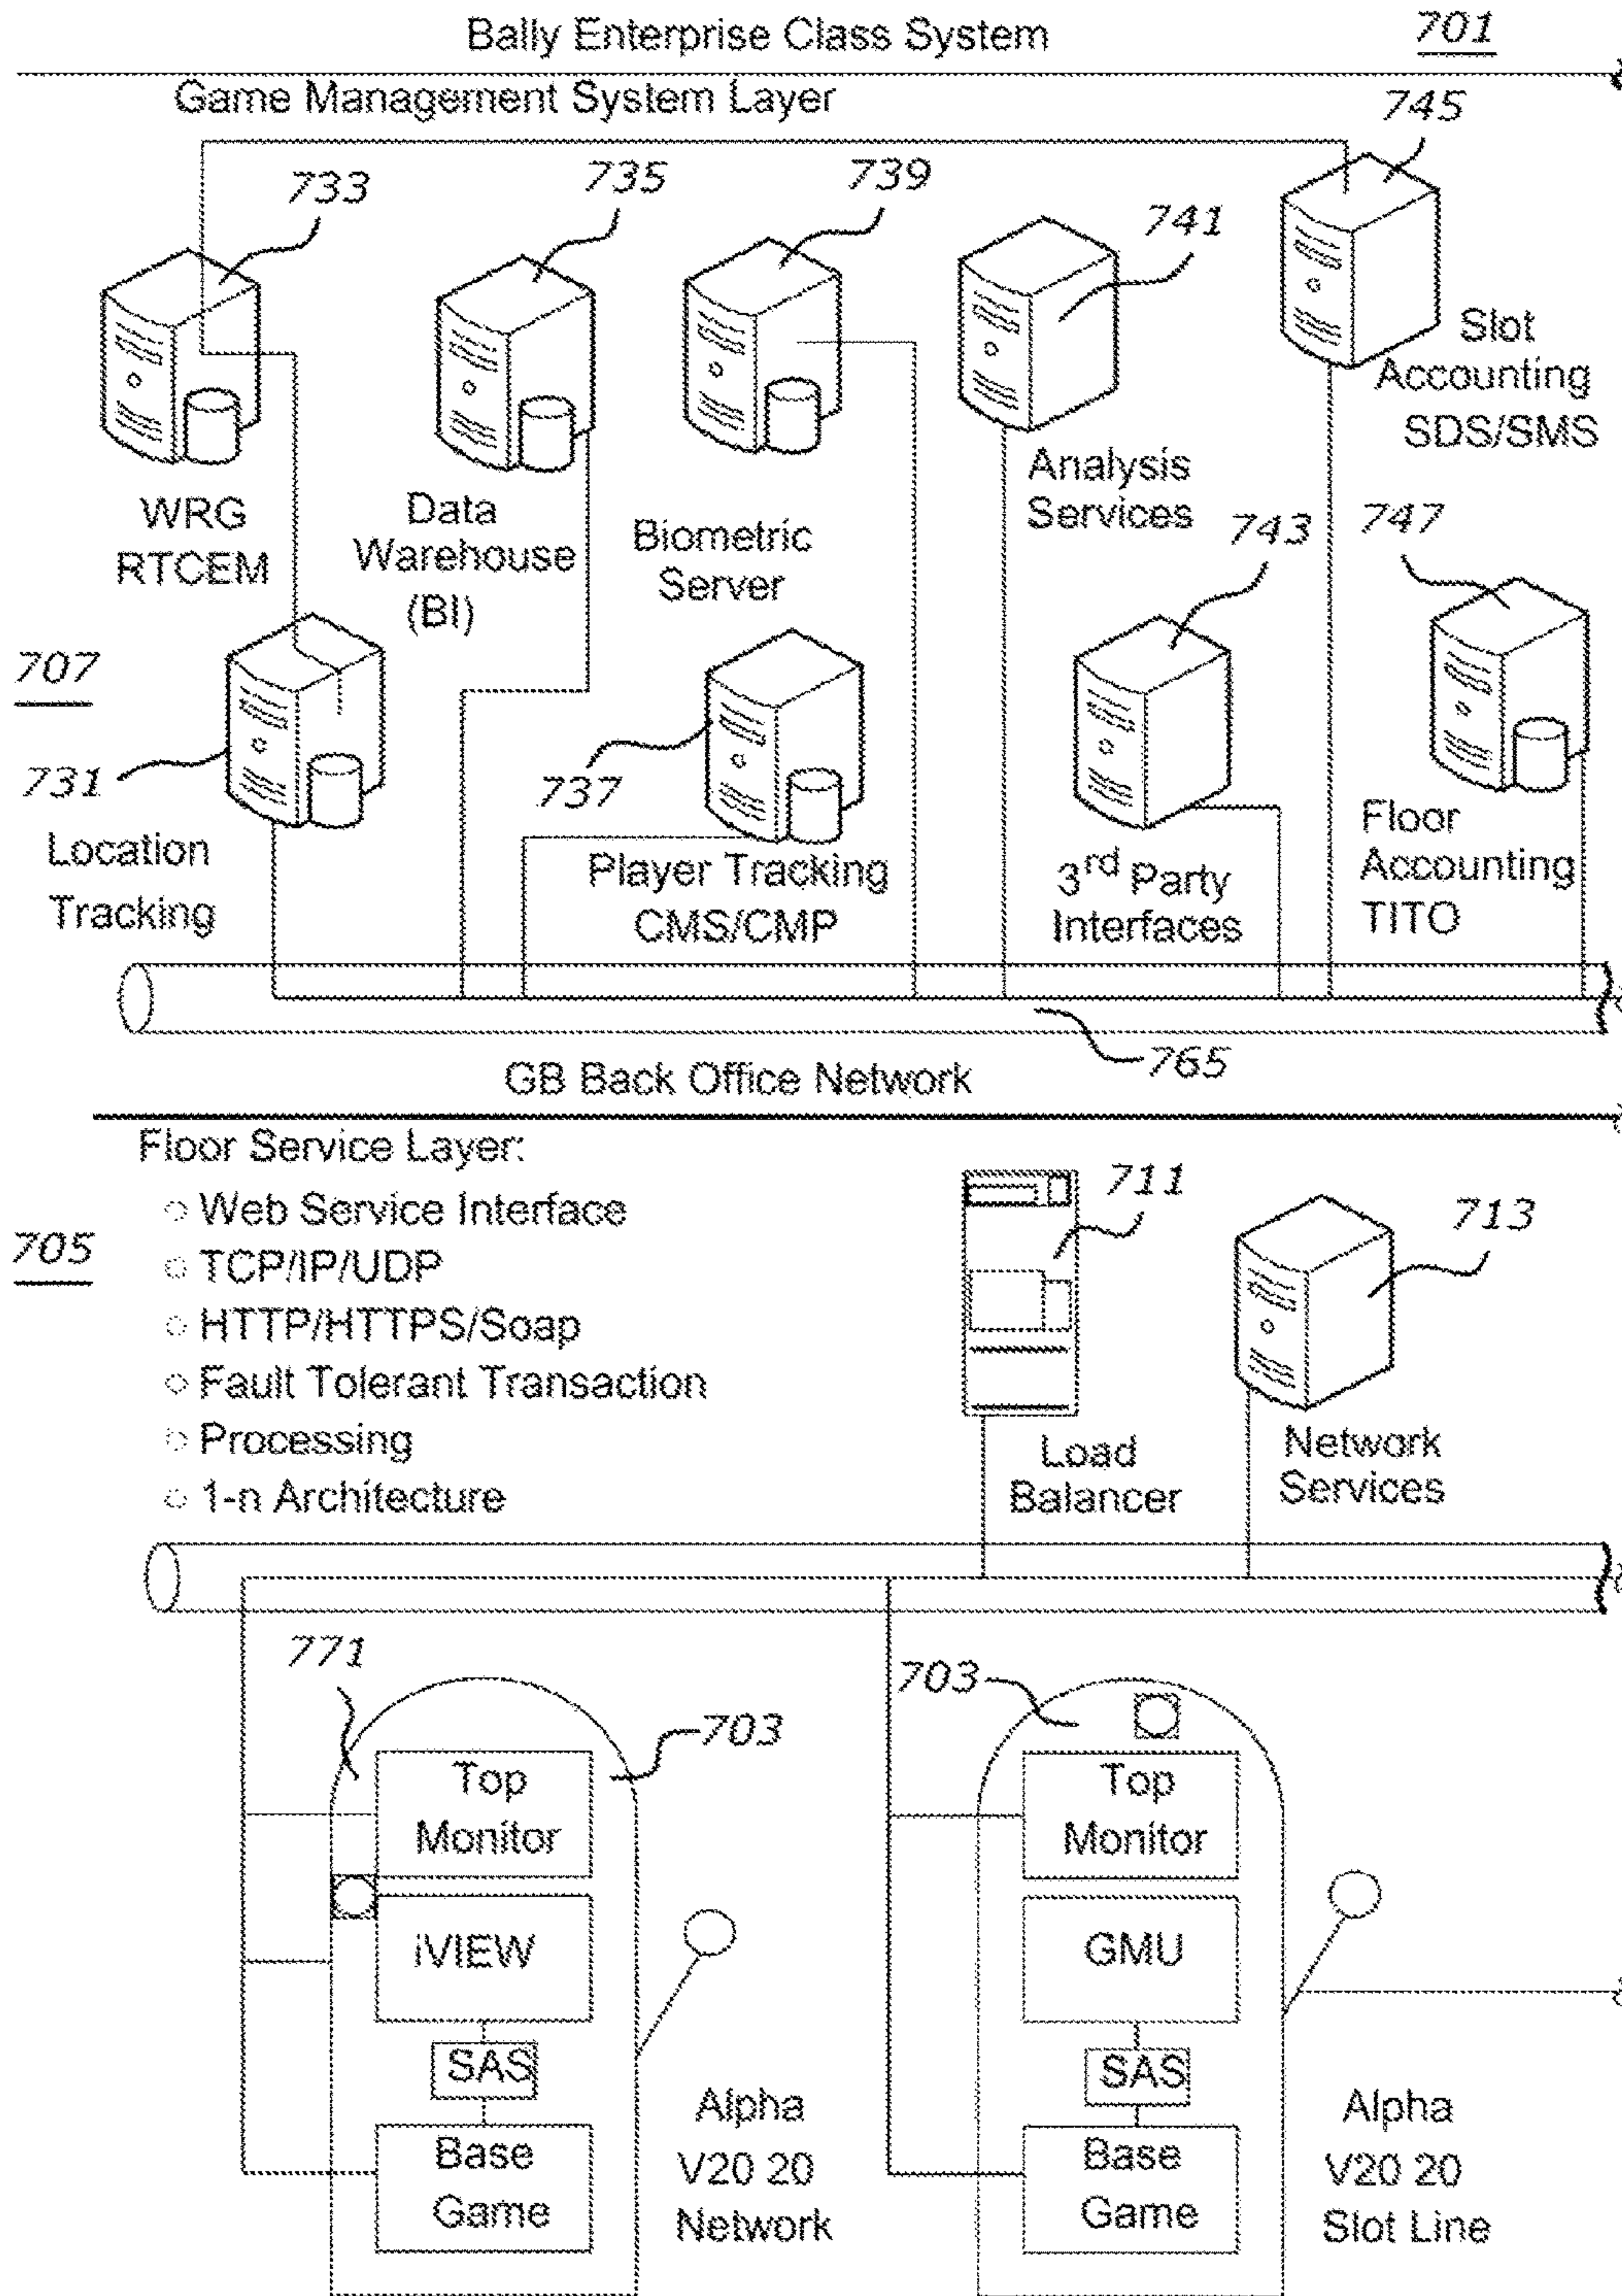 Bally Enterprise Class System
701
Game Management System Layer
745
733
735
739
741
Slot
Accounting
SDS/SMS
WRG
RTCEM
Data
Warehouse
(BI)
Biometric
Server
Analysis
Services
743
747
707
731
737
Location
Tracking
Player Tracking
CMS/CMP
3rd Party
Interfaces
Floor
Accounting
TITO
765
GB Back Office Network
Floor Service Layer:
705
○ Web Service Interface
○ TCP/IP/UDP
○ HTTP/HTTPS/Soap
○ Fault Tolerant Transaction
○ Processing
○ 1-n Architecture
711
713
Load
Balancer
Network
Services
771
703
703
Top
Monitor
iVIEW
SAS
Base
Game
Alpha
V20 20
Network
Top
Monitor
GMU
SAS
Base
Game
Alpha
V20 20
Slot Line